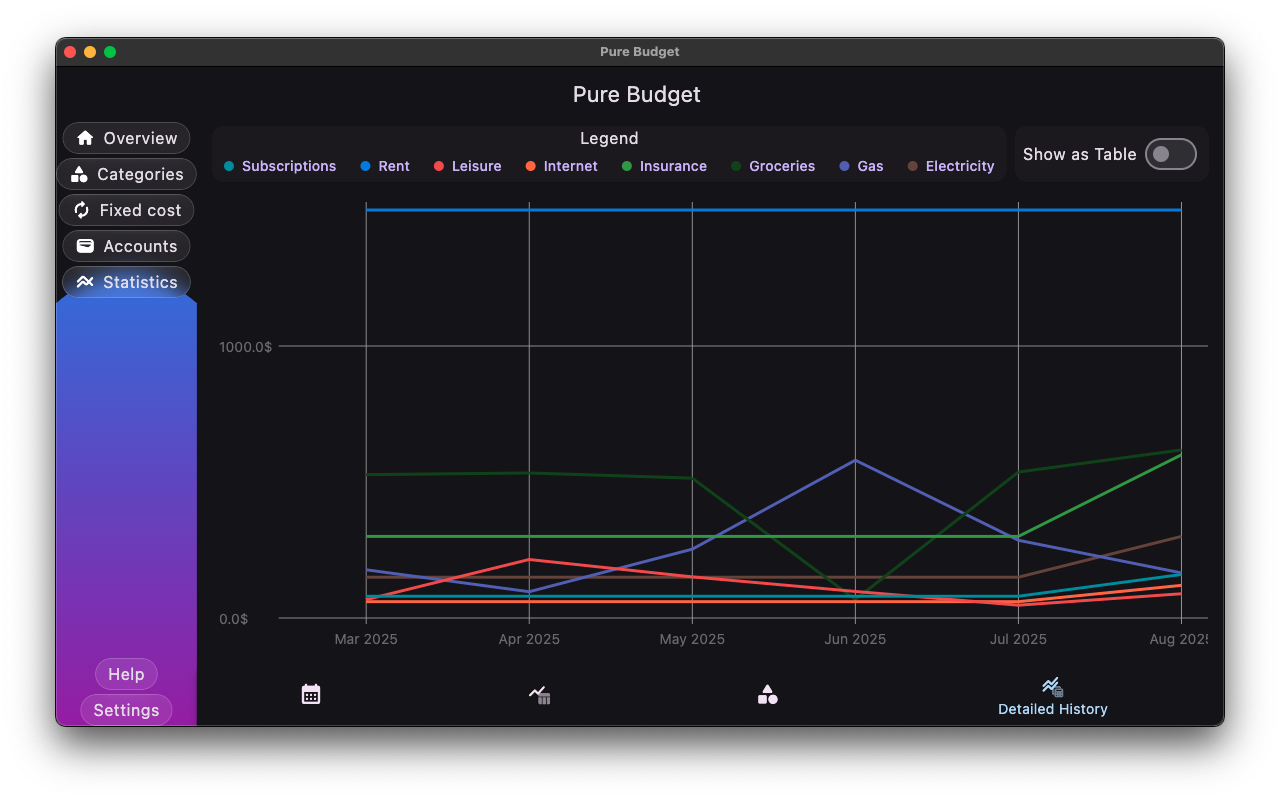 Pure Budget
Pure Budget
Overview
Categories
Fixed cost
Accounts
Statistics
Help
Settings
Legend
Subscriptions Rent Leisure Internet Insurance Groceries Gas Electricity
Show as Table
1000.0$
0.0$
Mar 2025 Apr 2025 May 2025 Jun 2025 Jul 2025 Aug 202
Detailed History